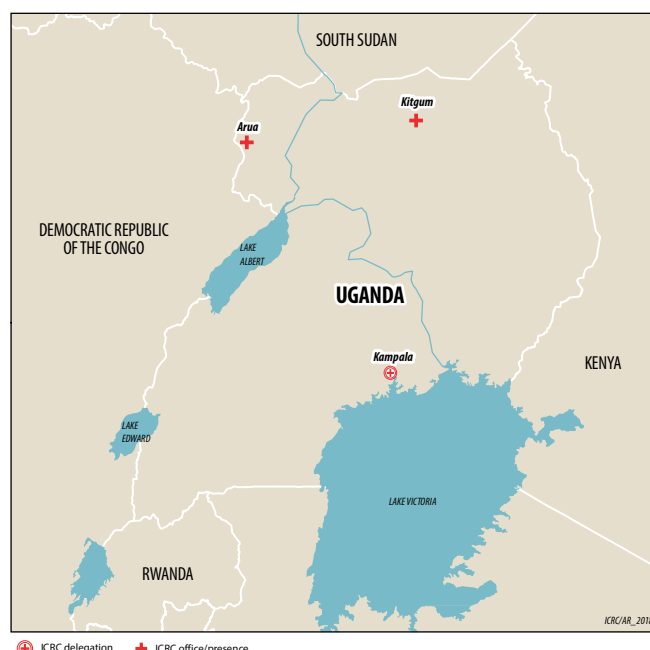 SOUTH SUDAN
Kitgum
Arua
DEMOCRATIC REPUBLIC
OF THE CONGO
LAKE
ALBERT
UGANDA
Kampala
KENYA
LAKE
EDWARD
LAKE VICTORIA
RWANDA
ICRC/AR_2018
ICRC delegation
ICRC office/presence